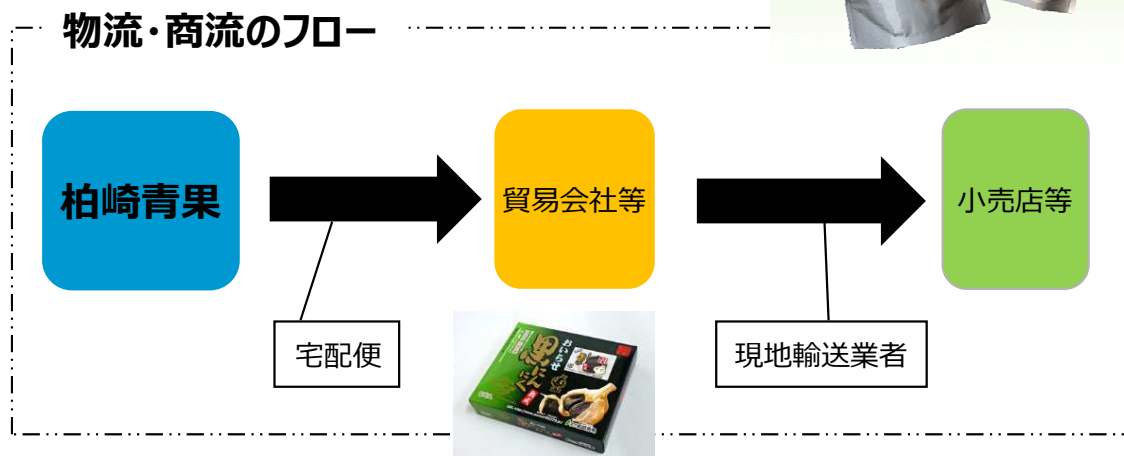 物流・商流のフロー
柏崎青果
貿易会社等
小売店等
宅配便
現地輸送業者
おいらせ
黒にんにく